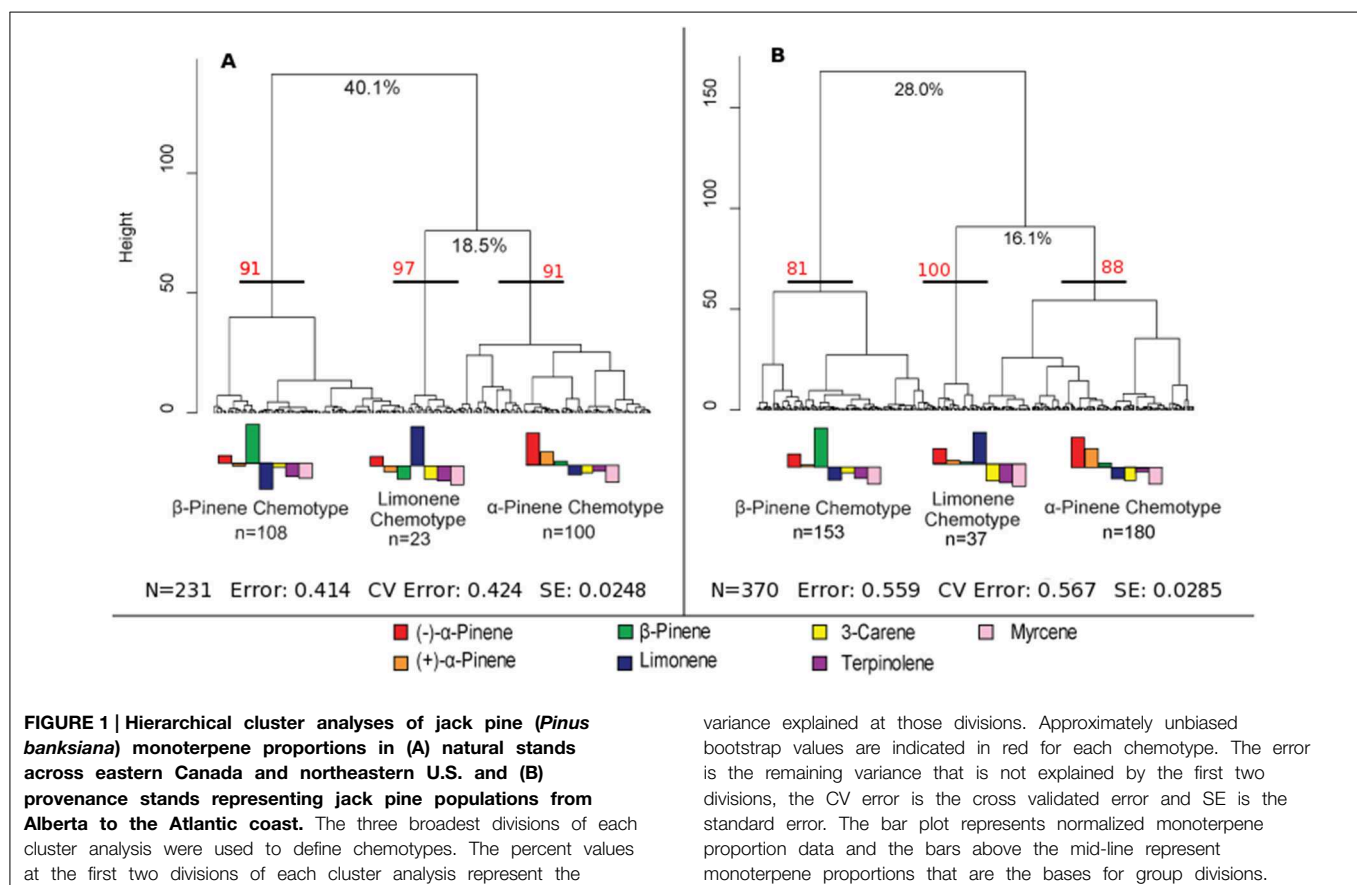 A
B
40.1%
28.0%
Height
0
50
100
0
50
100
150
18.5%
16.1%
91
97
91
81
100
88
β-Pinene Chemotype
n=108
Limonene
Chemotype
n=23
α-Pinene Chemotype
n=100
β-Pinene Chemotype
n=153
Limonene
Chemotype
n=37
α-Pinene Chemotype
n=180
N=231 Error: 0.414 CV Error: 0.424 SE: 0.0248
N=370 Error: 0.559 CV Error: 0.567 SE: 0.0285
(-)-α-Pinene
β-Pinene
3-Carene
Myrcene
(+)-α-Pinene
Limonene
Terpinolene
FIGURE 1 | Hierarchical cluster analyses of jack pine (Pinus
banksiana) monoterpene proportions in (A) natural stands
across eastern Canada and northeastern U.S. and (B)
provenance stands representing jack pine populations from
Alberta to the Atlantic coast. The three broadest divisions of each
cluster analysis were used to define chemotypes. The percent values
at the first two divisions of each cluster analysis represent the
variance explained at those divisions. Approximately unbiased
bootstrap values are indicated in red for each chemotype. The error
is the remaining variance that is not explained by the first two
divisions, the CV error is the cross validated error and SE is the
standard error. The bar plot represents normalized monoterpene
proportion data and the bars above the mid-line represent
monoterpene proportions that are the bases for group divisions.